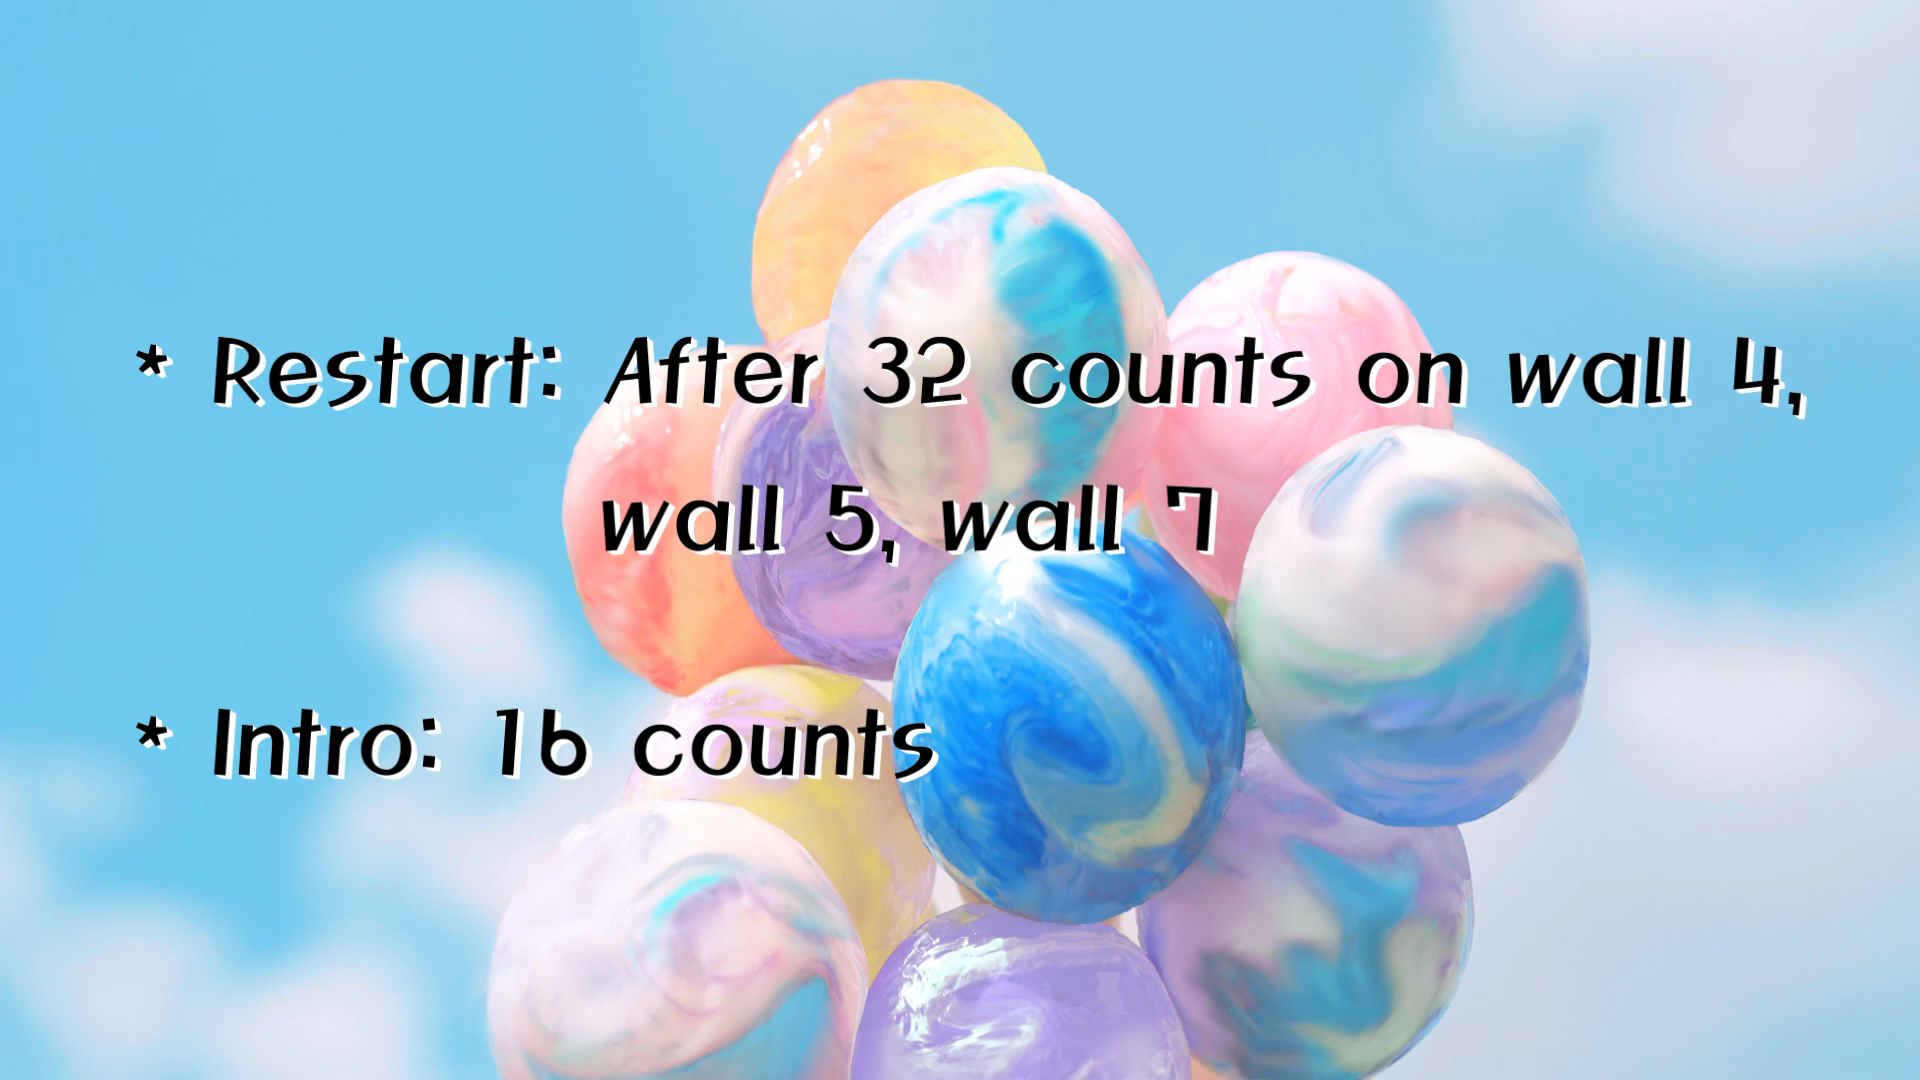 * Restart: After 32 counts on wall 4,
wall 5, wall 7
* Intro: 16 counts